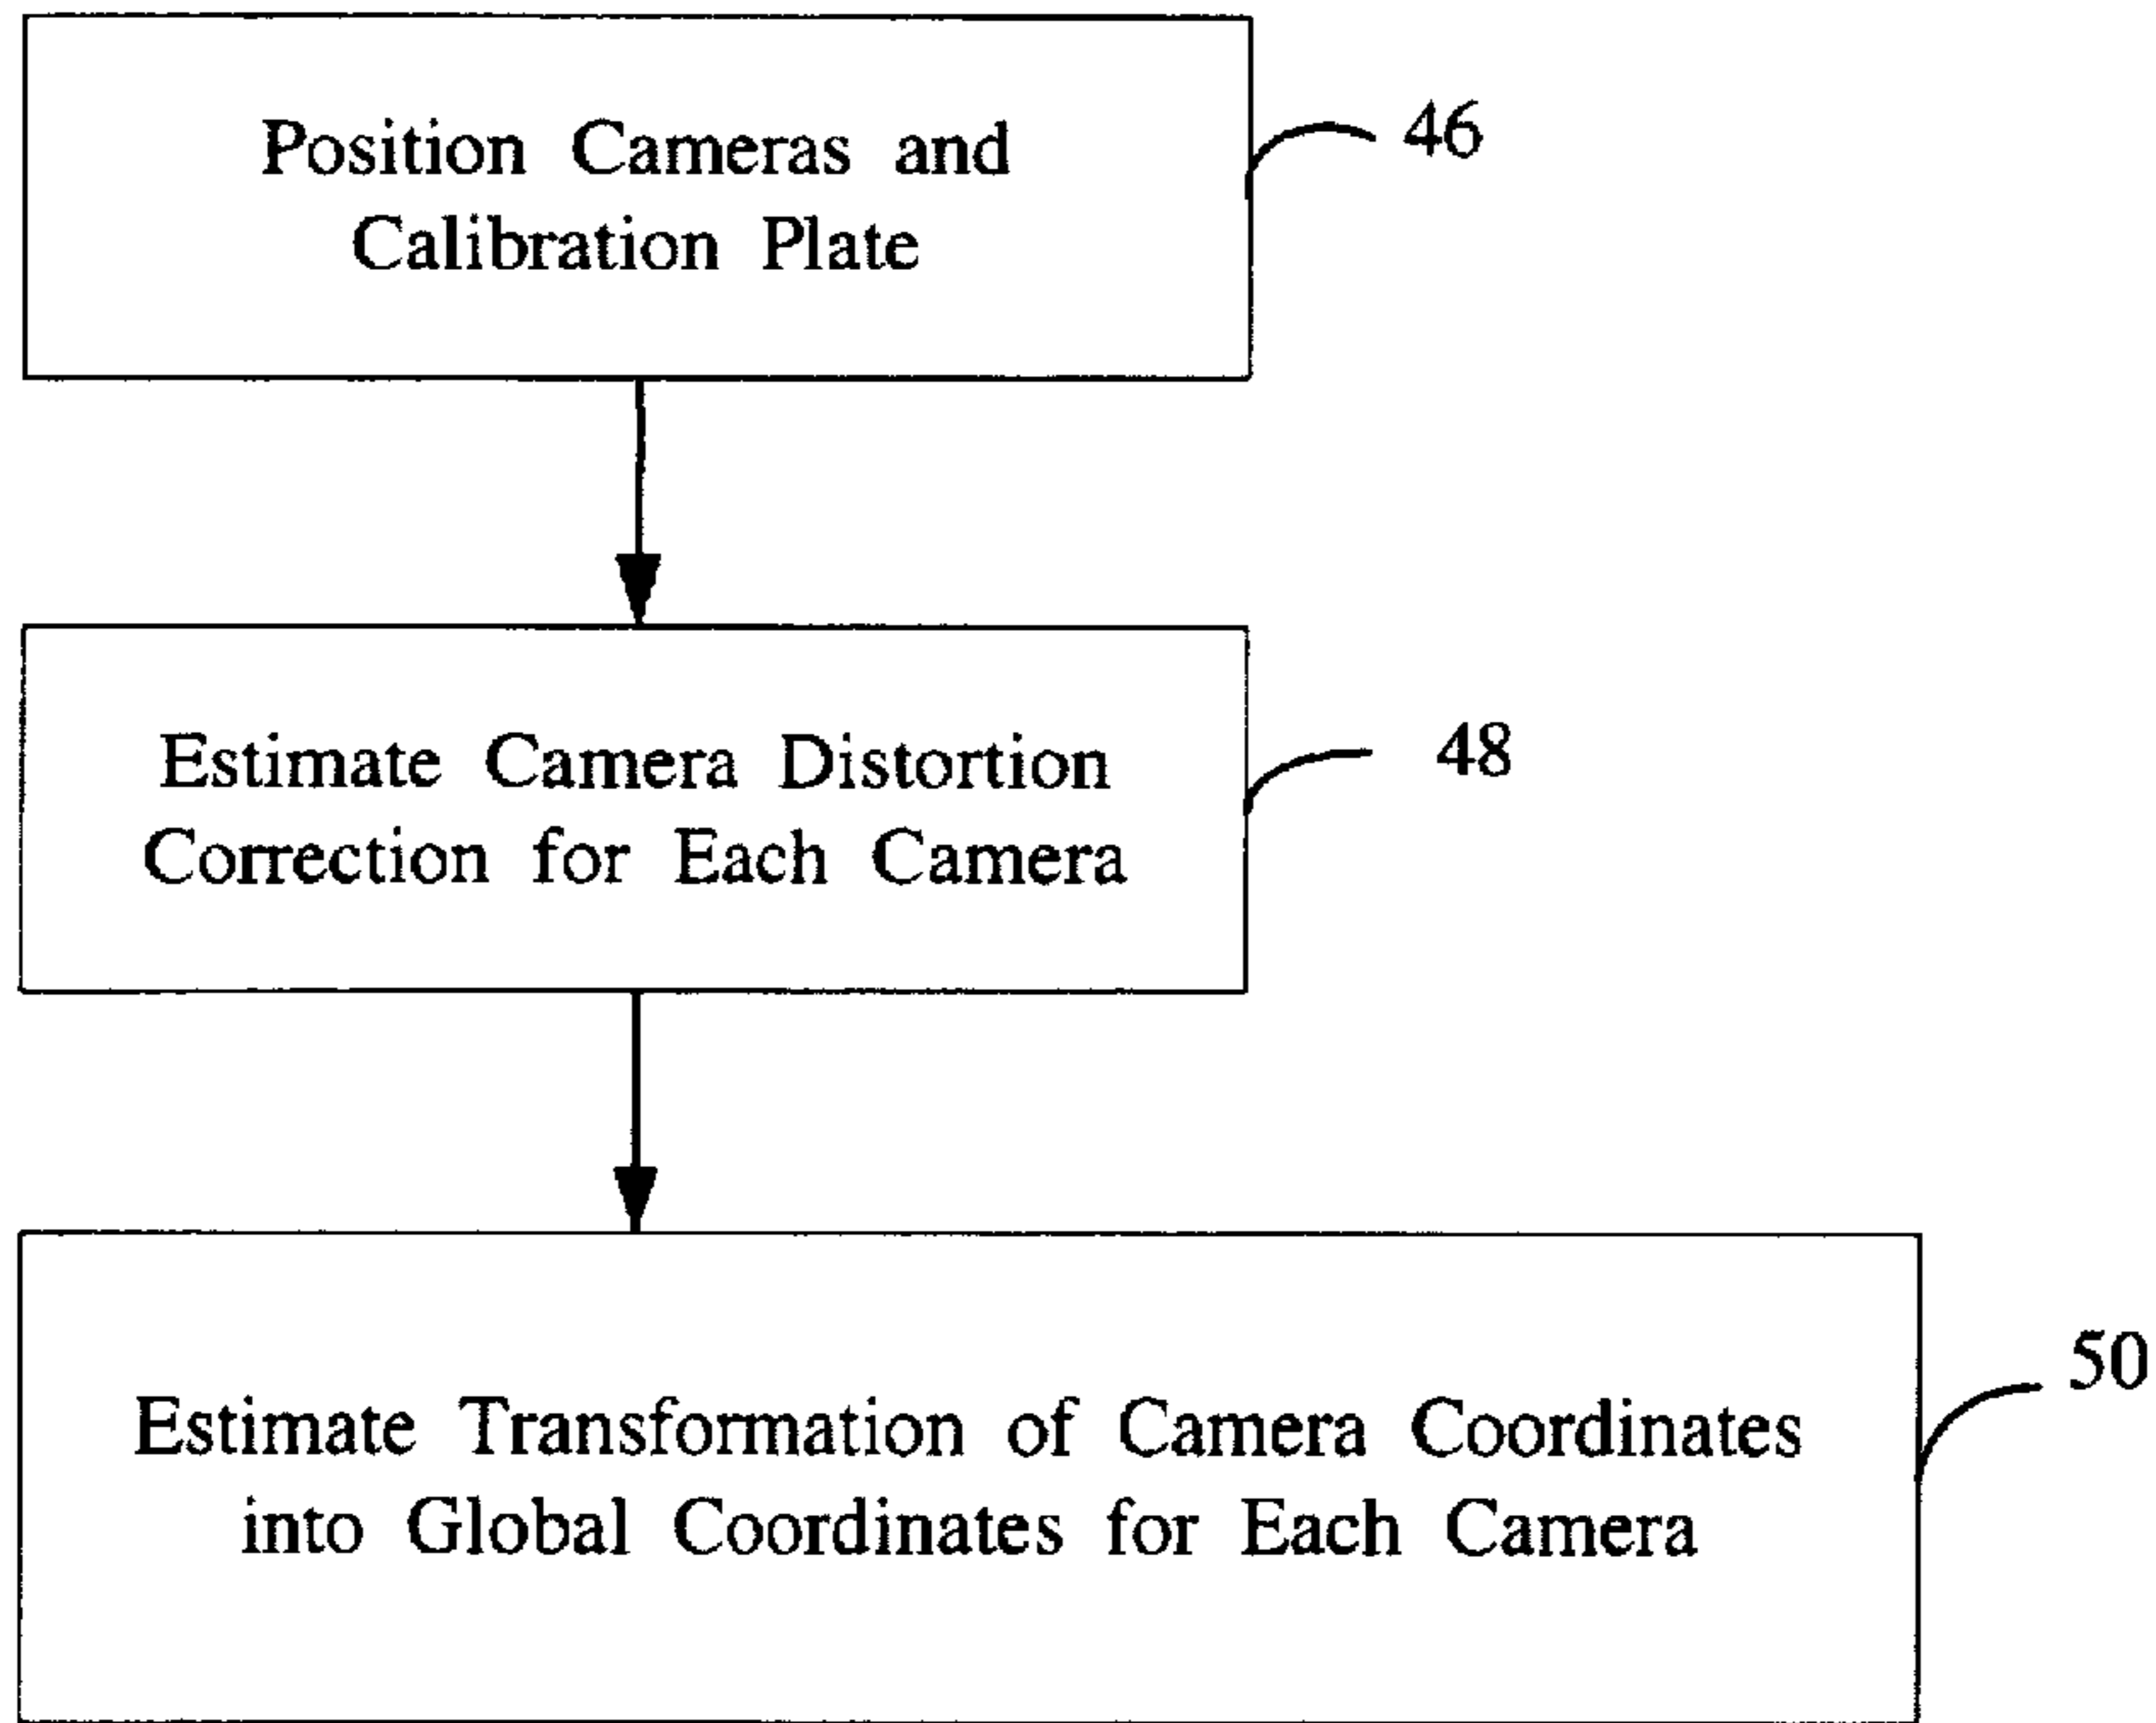 Position Cameras and
Calibration Plate
46
Estimate Camera Distortion
Correction for Each Camera
48
Estimate Transformation of Camera Coordinates
into Global Coordinates for Each Camera
50